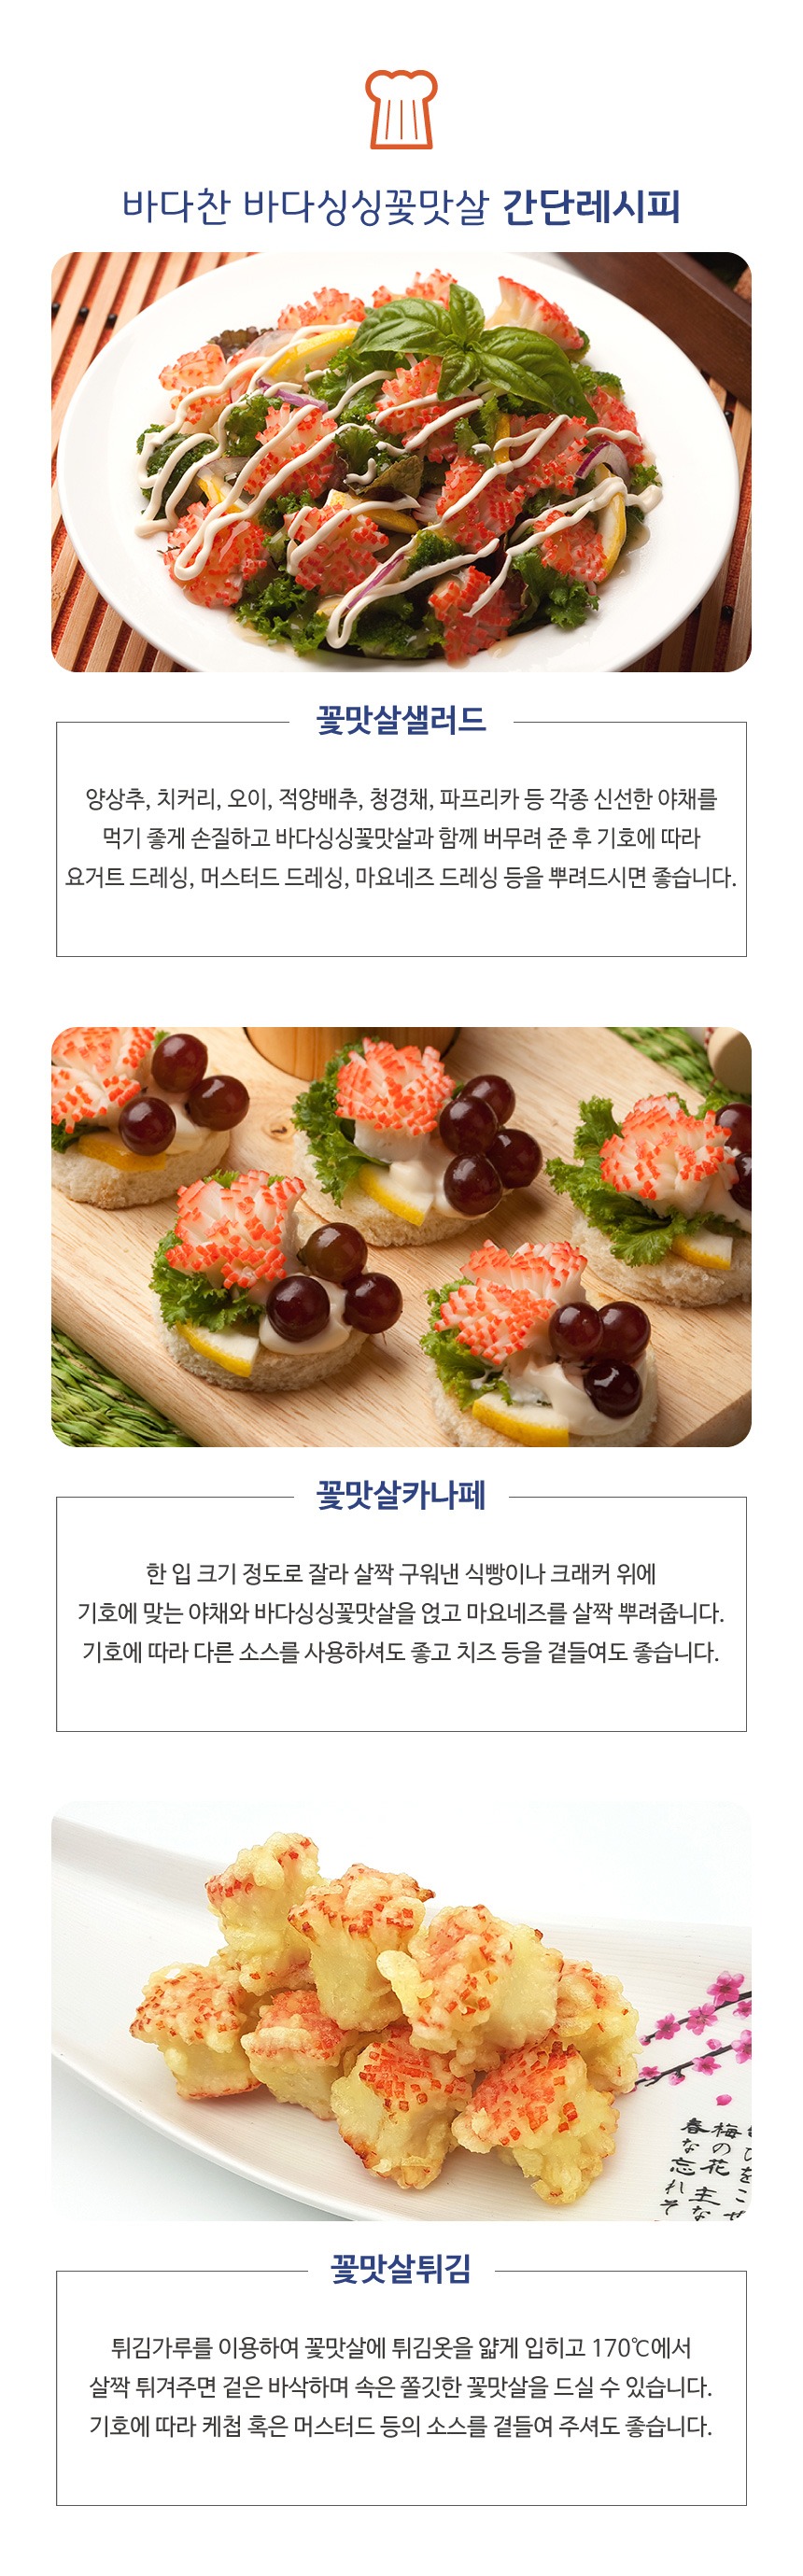 바다찬 바다싱싱꽃맛살 간단레시피
꽃맛살샐러드
양상추, 치커리, 오이, 적양배추, 청경채, 파프리카 등 각종 신선한 야채를
먹기 좋게 손질하고 바다싱싱꽃맛살과 함께 버무려 준 후 기호에 따라
요거트 드레싱, 머스터드 드레싱, 마요네즈 드레싱 등을 뿌려드시면 좋습니다.
꽃맛살카나페
한 입 크기 정도로 잘라 살짝 구워낸 식빵이나 크래커 위에
기호에 맞는 야채와 바다싱싱꽃맛살을 얹고 마요네즈를 살짝 뿌려줍니다.
기호에 따라 다른 소스를 사용하셔도 좋고 치즈 등을 곁들여도 좋습니다.
梅の花
主な
春な忘れそ
꽃맛살튀김
튀김가루를 이용하여 꽃맛살에 튀김옷을 얇게 입히고 170℃에서
살짝 튀겨주면 겉은 바삭하며 속은 쫄깃한 꽃맛살을 드실 수 있습니다.
기호에 따라 케첩 혹은 머스터드 등의 소스를 곁들여 주셔도 좋습니다.